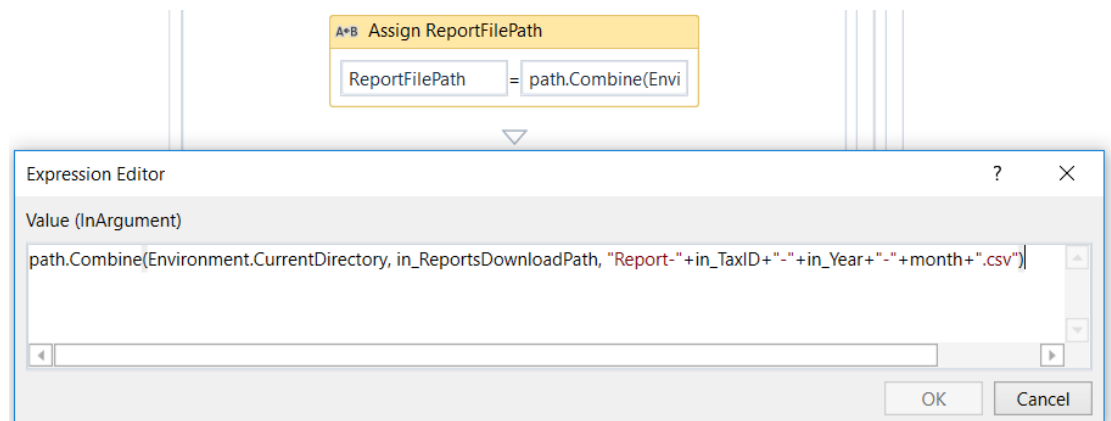 A+B Assign ReportFilePath
ReportFilePath = path.Combine(Envi
Expression Editor ?
Value (InArgument)
path.Combine(Environment.CurrentDirectory, in_ReportsDownloadPath, "Report-"+in_TaxID+"-"+in_Year+"-"+month+".csv")
OK Cancel